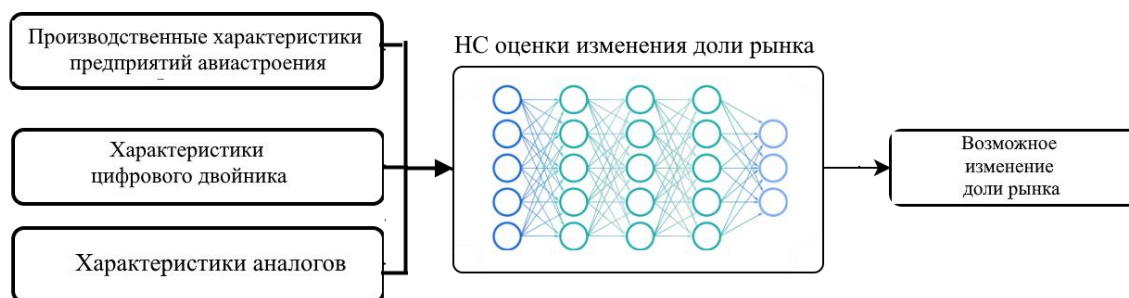 Производственные характеристики
предприятий авиастроения
НС оценки изменения доли рынка
Характеристики
цифрового двойника
Возможное
изменение
доли рынка
Характеристики аналогов